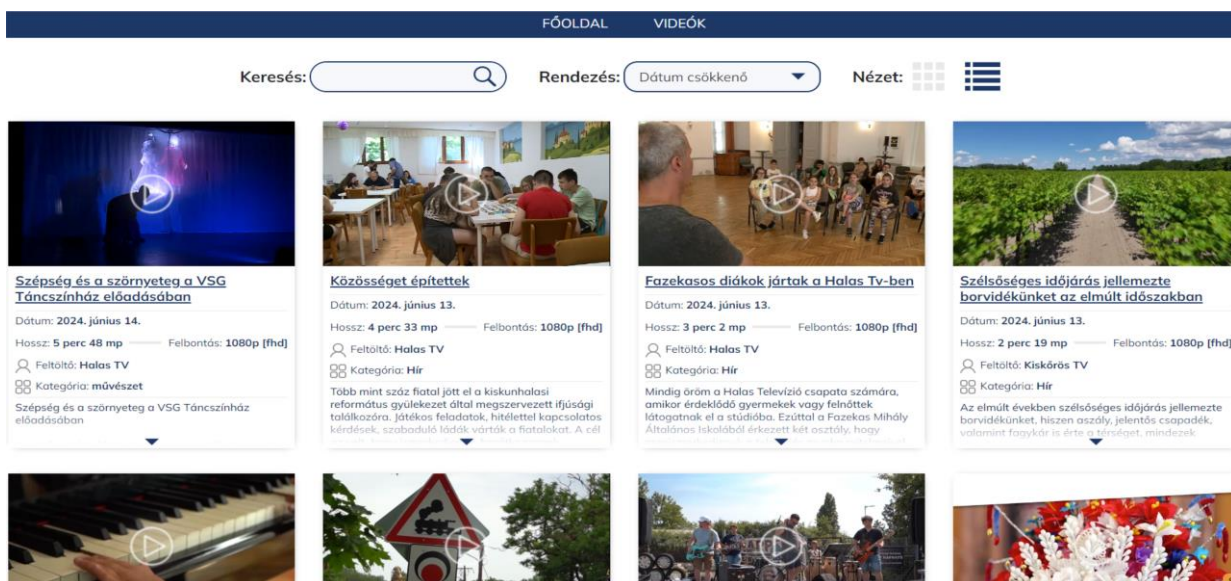 FŐOLDAL VIDEÓK
Keresés: Rendezés: Dátum csökkenő Nézet:
Szépség és a szörnyeteg a VSG
Táncszínház előadásában
Dátum: 2024. június 14.
Hossz: 5 perc 48 mp Felbontás: 1080p [fhd]
Feltöltő: Halas TV
Kategória: művészet
Szépség és a szörnyeteg a VSG Táncszínház
előadásában
Közösséget építettek
Dátum: 2024. június 13.
Hossz: 4 perc 33 mp Felbontás: 1080p [fhd]
Feltöltő: Halas TV
Kategória: Hír
Több mint száz fiatal jött el a kiskunhalasi
református gyülekezet által megszervezett ifjúsági
találkozóra. Játékos feladatok, hitélettel kapcsolatos
kérdések, szabaduló ládák várták a fiatalokat. A cél
Fazekasos diákok jártak a Halas Tv-ben
Dátum: 2024. június 13.
Hossz: 3 perc 2 mp Felbontás: 1080p [fhd]
Feltöltő: Halas TV
Kategória: Hír
Mindig öröm a Halas Televízió csapata számára,
amikor érdeklődő gyermekek vagy felnőttek
látogatnak el a stúdióba. Ezúttal a Fazekas Mihály
Általános Iskolából érkezett két osztály, hogy
Szélsőséges időjárás jellemezte
borvidékünket az elmúlt időszakban
Dátum: 2024. június 13.
Hossz: 2 perc 19 mp Felbontás: 1080p [fhd]
Feltöltő: Kiskőrös TV
Kategória: Hír
Az elmúlt években szélsőséges időjárás jellemezte
borvidékünket, hiszen aszály, jelentős csapadék,
valamint fagykár is érte a térséget, mindezek